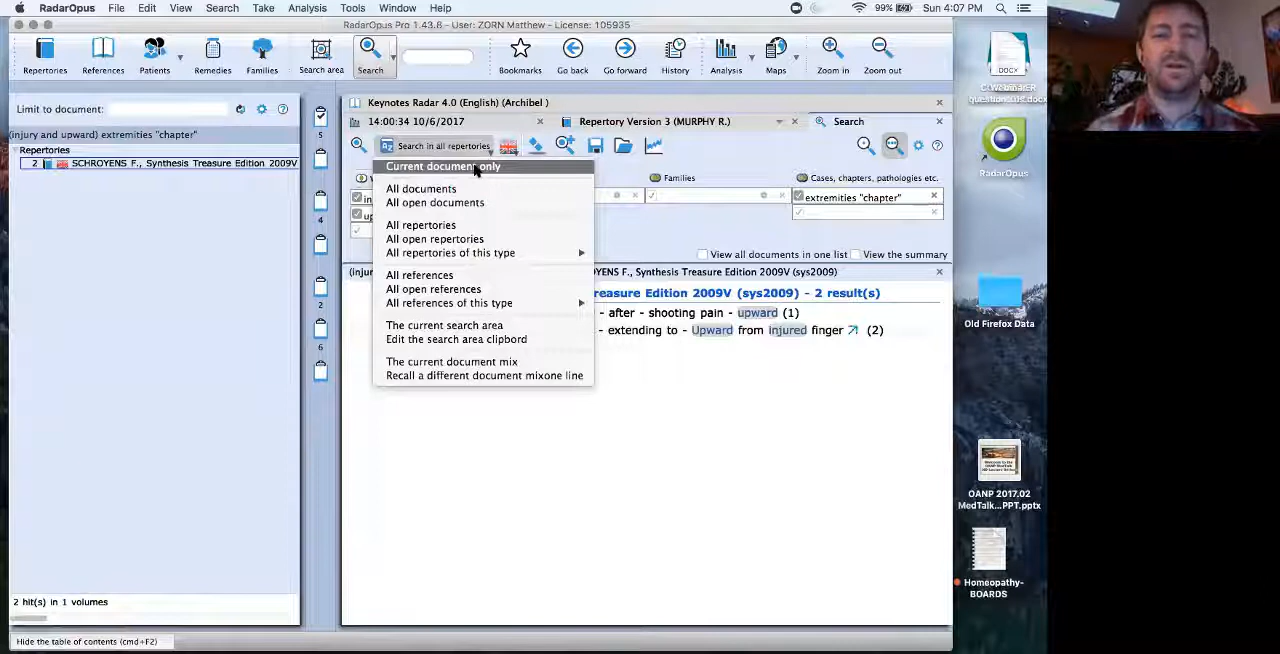 RadarOpus File Edit View Search Take Analysis Tools Window Help 99% Sun 4:07 PM
RadarOpus Pro 1.43.8 - User: ZORN Matthew - License: 105935
Repertories References Patients Remedies Families Search area Search Bookmarks Go back Go forward History Analysis Maps Zoom in Zoom out
Limit to document:
(injury and upward) extremities "chapter"
Repertories
2 SCHROYENS F., Synthesis Treasure Edition 2009V
2 hit(s) in 1 volumes
Hide the table of contents (cmd+F2)
5
4
2
6
Keynotes Radar 4.0 (English) (Archibel )
14:00:34 10/6/2017
Repertory Version 3 (MURPHY R.)
Search
Search in all repertories
Current document only
All documents
All open documents
All repertories
All open repertories
All repertories of this type
All references
All open references
All references of this type
The current search area
Edit the search area clipbord
The current document mix
Recall a different document mixone line
Families
Cases, chapters, pathologies etc.
extremities "chapter"
View all documents in one list View the summary
(injur OYENS F., Synthesis Treasure Edition 2009V (sys2009)
reasure Edition 2009V (sys2009) - 2 result(s)
- after - shooting pain - upward (1)
- extending to - Upward from injured finger (2)
DOCX
RadarOpus
Old Firefox Data
OANP 2017.02
MedTalk...PPT.pptx
Homeopathy-
BOARDS